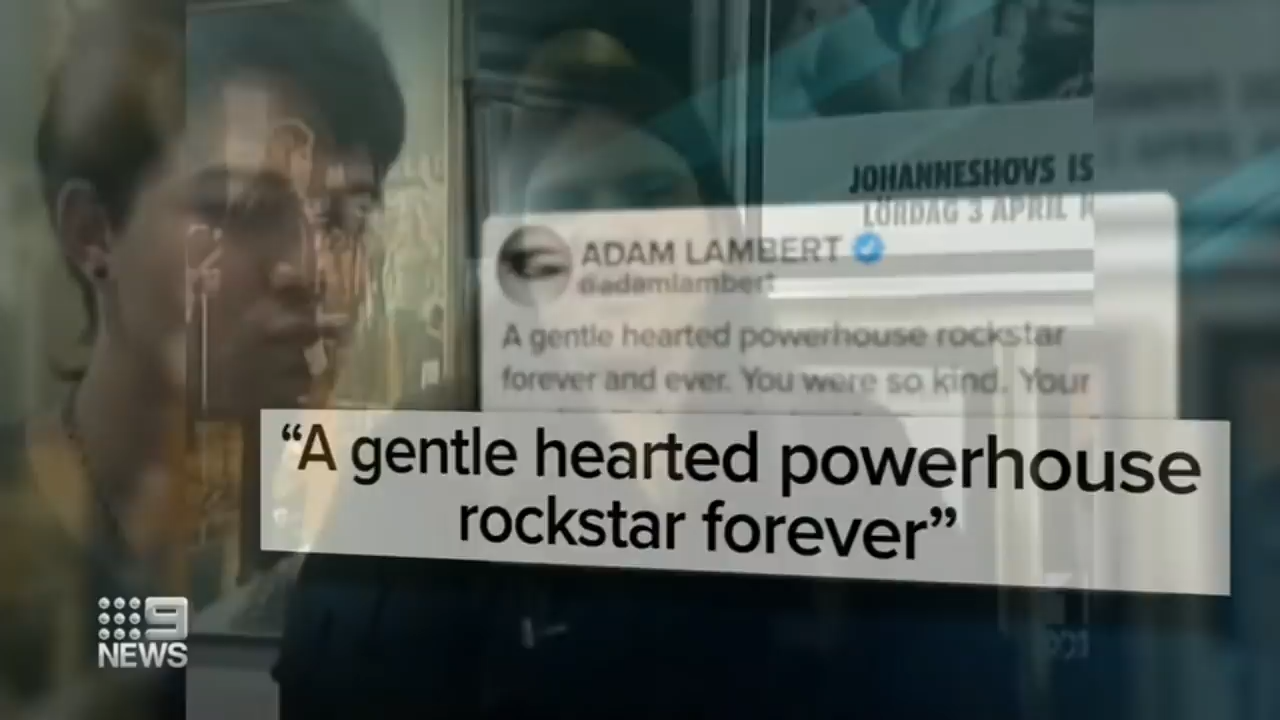 JOHANNESHOVS IS
LÖRDAG 3 APRIL
ADAM LAMBERT
@adamlambert
A gentle hearted powerhouse rockstar
forever and ever. You were so kind. Your
“A gentle hearted powerhouse
rockstar forever”
9
NEWS